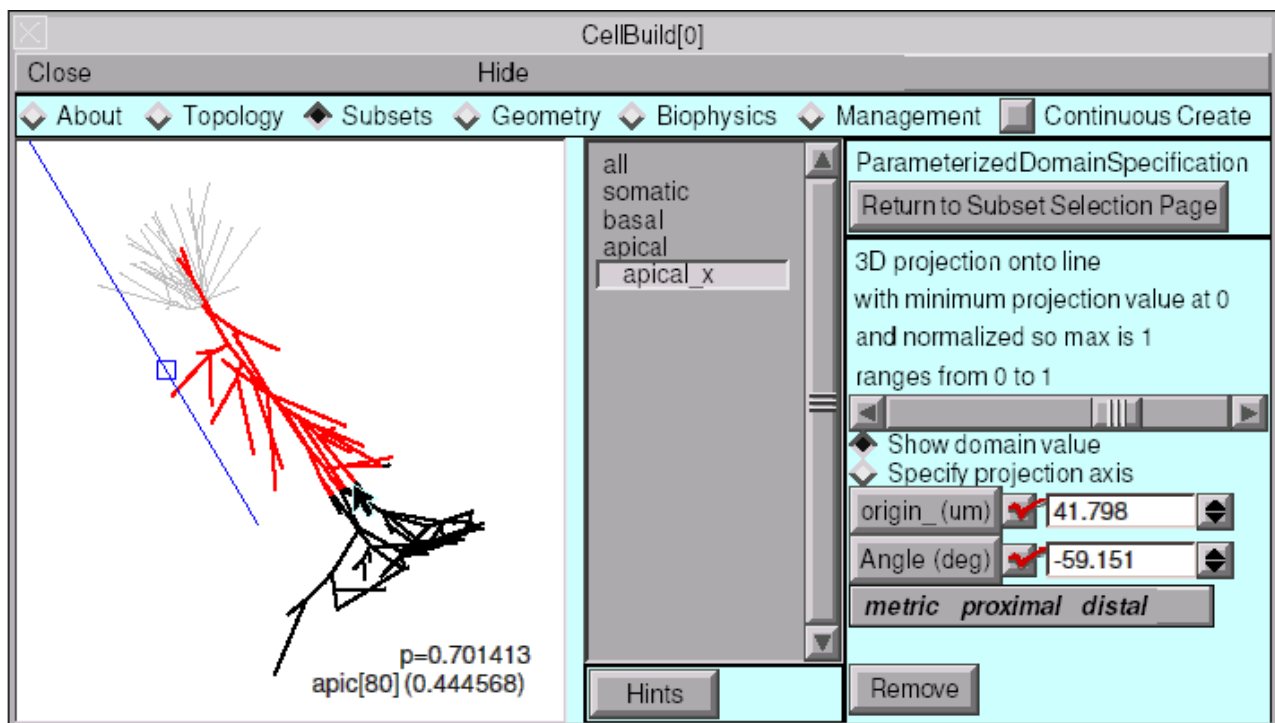 CellBuild[0]
Close Hide
About Topology Subsets Geometry Biophysics Management Continuous Create
all
somatic
basal
apical
apical_x
Hints
p=0.701413
apic[80] (0.444568)
ParameterizedDomainSpecification
Return to Subset Selection Page
3D projection onto line
with minimum projection value at 0
and normalized so max is 1
ranges from 0 to 1
Show domain value
Specify projection axis
origin_ (um) 41.798
Angle (deg) -59.151
metric proximal distal
Remove